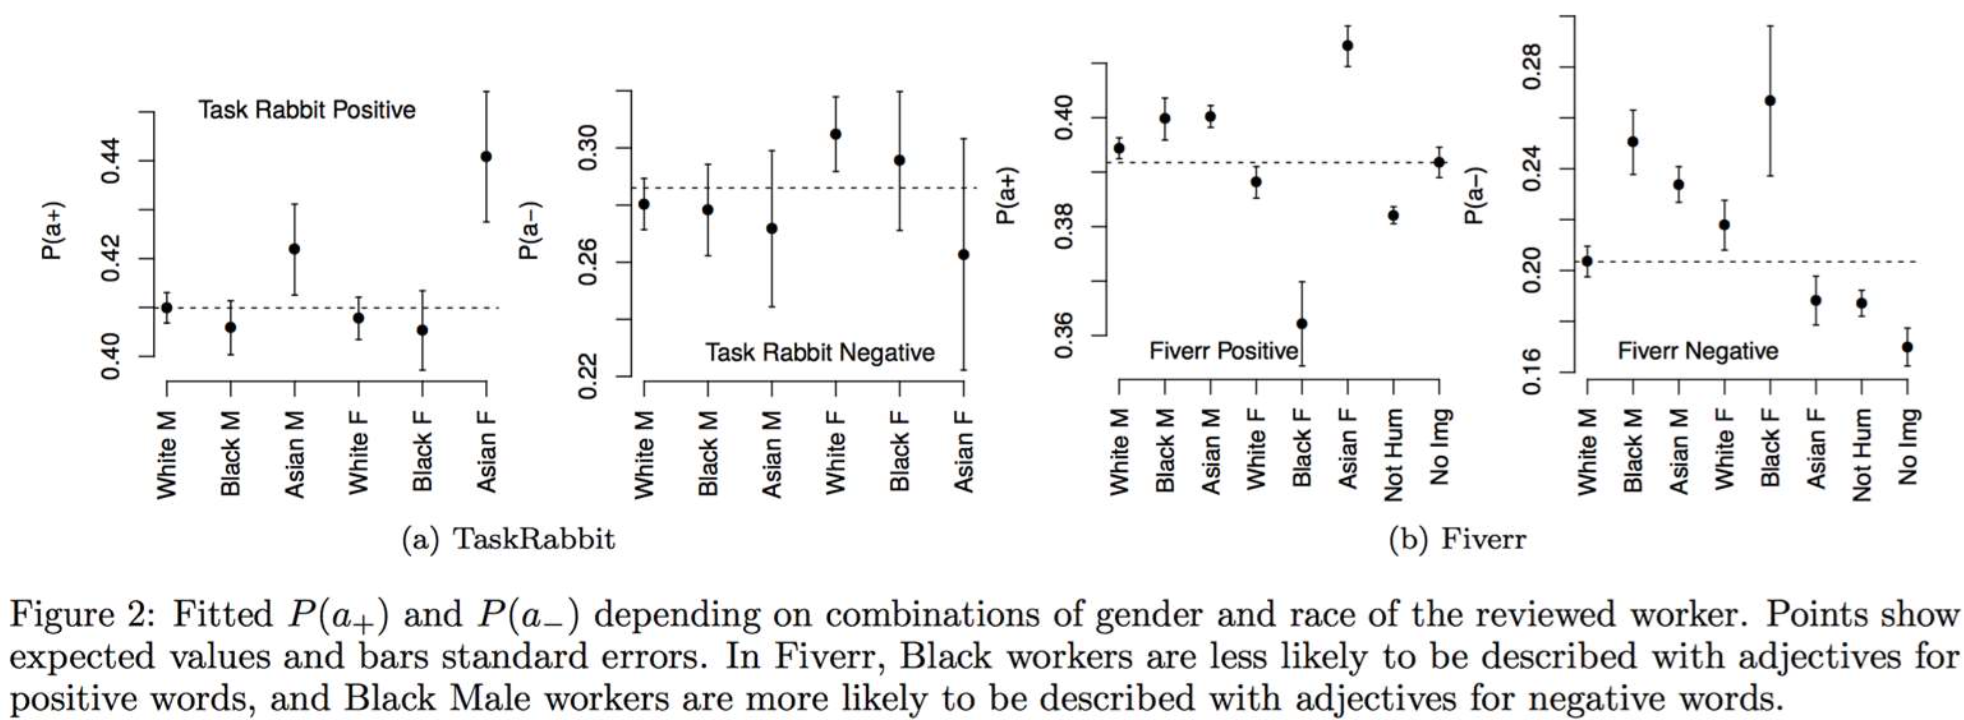 Task Rabbit Positive
P(a+)
0.44
0.42
0.40
White M
Black M
Asian M
White F
Black F
Asian F
P(a−)
0.30
0.26
0.22
Task Rabbit Negative
White M
Black M
Asian M
White F
Black F
Asian F
(a) TaskRabbit
P(a+)
0.40
0.38
0.36
Fiverr Positive
White M
Black M
Asian M
White F
Black F
Asian F
Not Hum
No Img
P(a−)
0.28
0.24
0.20
0.16
Fiverr Negative
White M
Black M
Asian M
White F
Black F
Asian F
Not Hum
No Img
(b) Fiverr
Figure 2: Fitted P(a+) and P(a−) depending on combinations of gender and race of the reviewed worker. Points show
expected values and bars standard errors. In Fiverr, Black workers are less likely to be described with adjectives for
positive words, and Black Male workers are more likely to be described with adjectives for negative words.